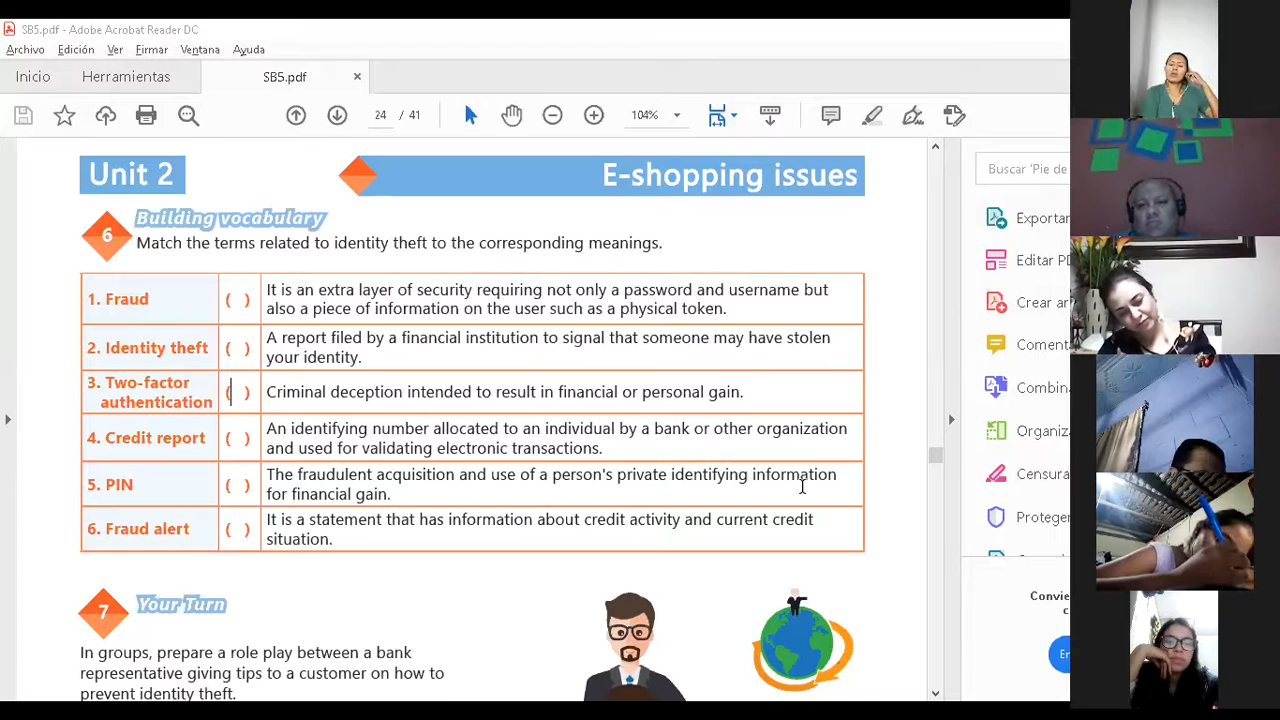 SB5.pdf - Adobe Acrobat Reader DC
Archivo Edición Ver Firmar Ventana Ayuda
Inicio Herramientas SB5.pdf ×
24 / 41 104%
Unit 2 E-shopping issues
Buscar 'Pie de
6 Building vocabulary
Match the terms related to identity theft to the corresponding meanings.
1. Fraud ( ) It is an extra layer of security requiring not only a password and username but
also a piece of information on the user such as a physical token.
2. Identity theft ( ) A report filed by a financial institution to signal that someone may have stolen
your identity.
3. Two-factor
authentication ( ) Criminal deception intended to result in financial or personal gain.
4. Credit report ( ) An identifying number allocated to an individual by a bank or other organization
and used for validating electronic transactions.
5. PIN ( ) The fraudulent acquisition and use of a person's private identifying information
for financial gain.
6. Fraud alert ( ) It is a statement that has information about credit activity and current credit
situation.
7 Your Turn
In groups, prepare a role play between a bank
representative giving tips to a customer on how to
prevent identity theft.
Exportar
Editar PD
Crear ar
Coment
Combin
Organiz
Censura
Proteger
Convie
c
En